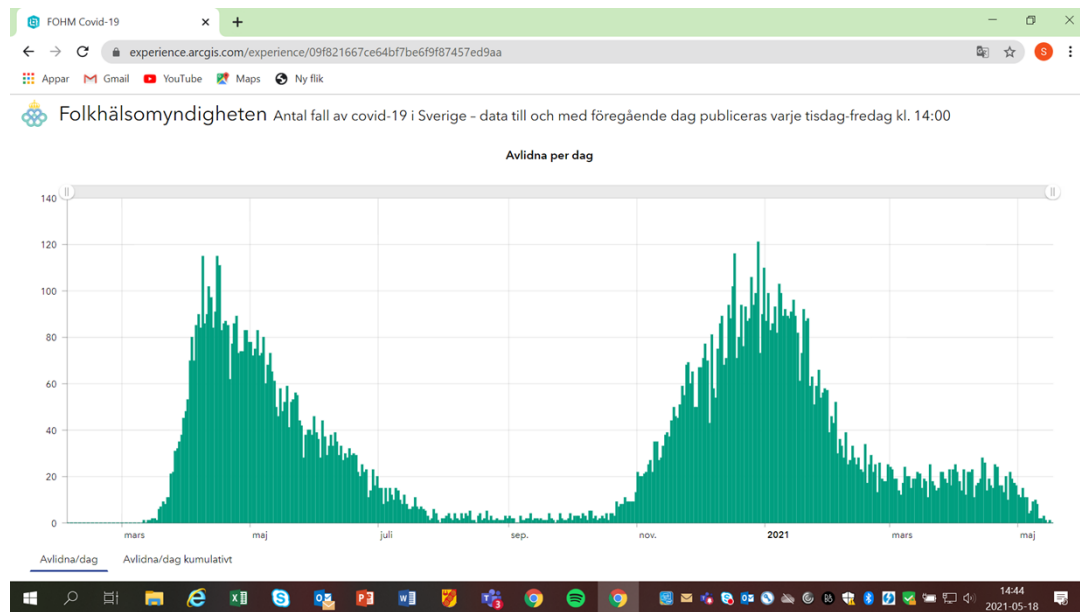 FOHM Covid-19
experience.arcgis.com/experience/09f821667ce64bf7be6f9f87457ed9aa
S
Appar Gmail YouTube Maps Ny flik
Folkhälsomyndigheten Antal fall av covid-19 i Sverige – data till och med föregående dag publiceras varje tisdag-fredag kl. 14:00
Avlidna per dag
140
120
100
80
60
40
20
0
mars maj juli sep. nov. 2021 mars maj
Avlidna/dag Avlidna/dag kumulativt
14:44
2021-05-18